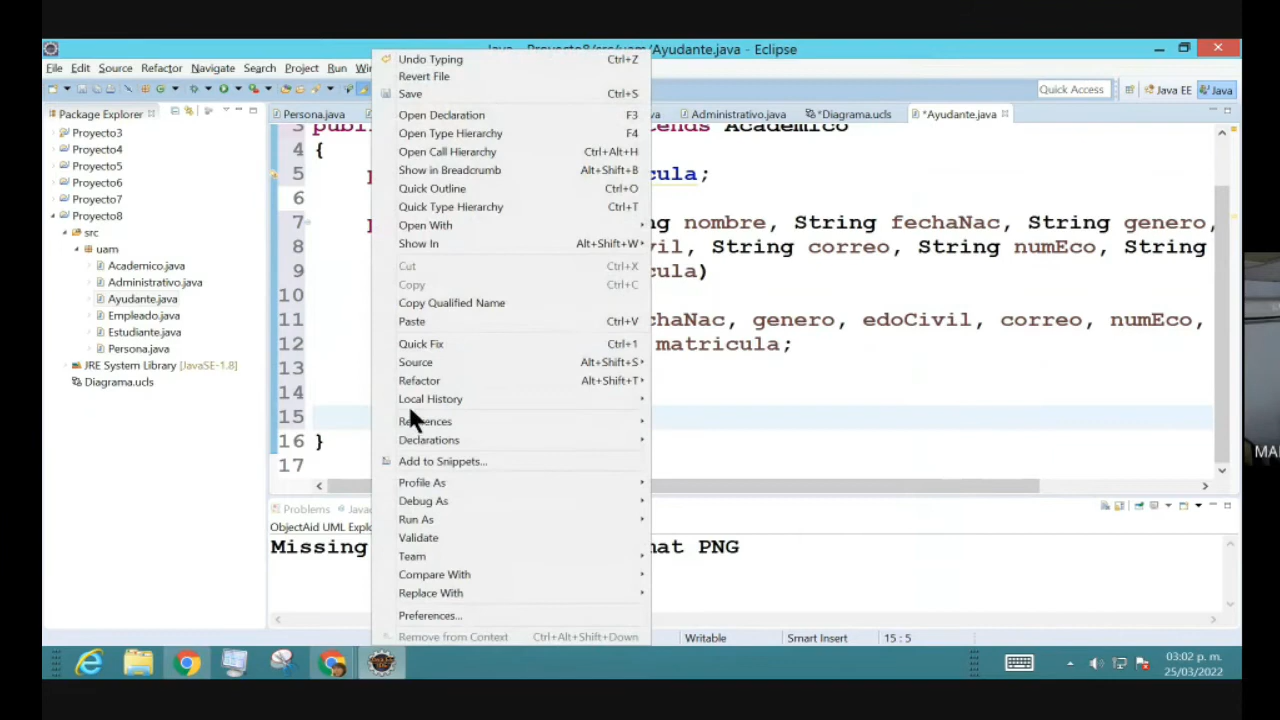 Java - Proyecto8/src/uam/Ayudante.java - Eclipse
File Edit Source Refactor Navigate Search Project Run
Quick Access
Java EE
Java
Package Explorer
Proyecto3
Proyecto4
Proyecto5
Proyecto6
Proyecto7
Proyecto8
src
uam
Academico.java
Administrativo.java
Ayudante.java
Empleado.java
Estudiante.java
Persona.java
JRE System Library [JavaSE-1.8]
Diagrama.ucls
Undo Typing Ctrl+Z
Revert File
Save Ctrl+S
Open Declaration F3
Open Type Hierarchy F4
Open Call Hierarchy Ctrl+Alt+H
Show in Breadcrumb Alt+Shift+B
Quick Outline Ctrl+O
Quick Type Hierarchy Ctrl+T
Open With
Show In Alt+Shift+W
Cut Ctrl+X
Copy Ctrl+C
Copy Qualified Name
Paste Ctrl+V
Quick Fix Ctrl+1
Source Alt+Shift+S
Refactor Alt+Shift+T
Local History
References
Declarations
Add to Snippets...
Profile As
Debug As
Run As
Validate
Team
Compare With
Replace With
Preferences...
Remove from Context Ctrl+Alt+Shift+Down
Persona.java
Administrativo.java
*Diagrama.ucls
*Ayudante.java
3 publ tends Academico
4 {
5 p cula;
6
7 p ng nombre, String fechaNac, String genero,
8 vil, String correo, String numEco, String
9 cula)
10
11 chaNac, genero, edoCivil, correo, numEco,
12 matricula;
13
14
15
16 }
17
Problems
ObjectAid UML Explo
Missing mat PNG
Writable Smart Insert 15 : 5
03:02 p. m.
25/03/2022
MA